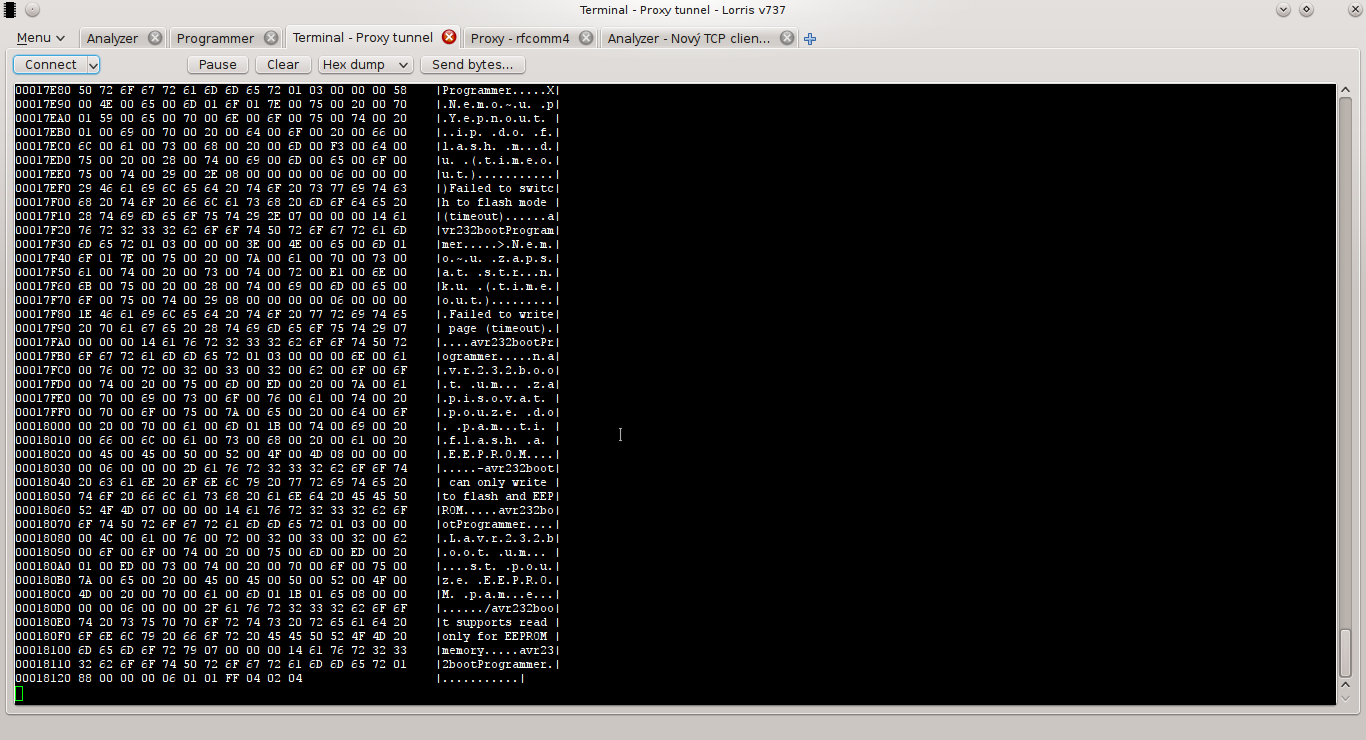 Terminal - Proxy tunnel - Lorris v737
Menu Analyzer Programmer Terminal - Proxy tunnel Proxy - rfcomm4 Analyzer - Nový TCP clien...
Connect Pause Clear Hex dump Send bytes...
00017E80 50 72 6F 67 72 61 6D 6D 65 72 01 03 00 00 00 58 |Programmer.....X|
00017E90 00 4E 00 65 00 6D 01 6F 01 7E 00 75 00 20 00 70 |.N.e.m.o.~.u. .p|
00017EA0 01 59 00 65 00 70 00 6E 00 6F 00 75 00 74 00 20 |.Y.e.p.n.o.u.t. |
00017EB0 01 00 69 00 70 00 20 00 64 00 6F 00 20 00 66 00 |..i.p. .d.o. .f.|
00017EC0 6C 00 61 00 73 00 68 00 20 00 6D 00 F3 00 64 00 |l.a.s.h. .m...d.|
00017ED0 75 00 20 00 28 00 74 00 69 00 6D 00 65 00 6F 00 |u. .(.t.i.m.e.o.|
00017EE0 75 00 74 00 29 00 2E 08 00 00 00 00 06 00 00 00 |u.t.)...........|
00017EF0 29 46 61 69 6C 65 64 20 74 6F 20 73 77 69 74 63 |)Failed to switc|
00017F00 68 20 74 6F 20 66 6C 61 73 68 20 6D 6F 64 65 20 |h to flash mode |
00017F10 28 74 69 6D 65 6F 75 74 29 2E 07 00 00 00 14 61 |(timeout)......a|
00017F20 76 72 32 33 32 62 6F 6F 74 50 72 6F 67 72 61 6D |vr232bootProgram|
00017F30 6D 65 72 01 03 00 00 00 3E 00 4E 00 65 00 6D 01 |mer.....>.N.e.m.|
00017F40 6F 01 7E 00 75 00 20 00 7A 00 61 00 70 00 73 00 |o.~.u. .z.a.p.s.|
00017F50 61 00 74 00 20 00 73 00 74 00 72 00 E1 00 6E 00 |a.t. .s.t.r...n.|
00017F60 6B 00 75 00 20 00 28 00 74 00 69 00 6D 00 65 00 |k.u. .(.t.i.m.e.|
00017F70 6F 00 75 00 74 00 29 08 00 00 00 00 06 00 00 00 |o.u.t.).........|
00017F80 1E 46 61 69 6C 65 64 20 74 6F 20 77 72 69 74 65 |.Failed to write|
00017F90 20 70 61 67 65 20 28 74 69 6D 65 6F 75 74 29 07 | page (timeout).|
00017FA0 00 00 00 14 61 76 72 32 33 32 62 6F 6F 74 50 72 |....avr232bootPr|
00017FB0 6F 67 72 61 6D 6D 65 72 01 03 00 00 00 6E 00 61 |ogrammer.....n.a|
00017FC0 00 76 00 72 00 32 00 33 00 32 00 62 00 6F 00 6F |.v.r.2.3.2.b.o.o|
00017FD0 00 74 00 20 00 75 00 6D 00 ED 00 20 00 7A 00 61 |.t. .u.m... .z.a|
00017FE0 00 70 00 69 00 73 00 6F 00 76 00 61 00 74 00 20 |.p.i.s.o.v.a.t. |
00017FF0 00 70 00 6F 00 75 00 7A 00 65 00 20 00 64 00 6F |.p.o.u.z.e. .d.o|
00018000 00 20 00 70 00 61 00 6D 01 1B 00 74 00 69 00 20 |. .p.a.m...t.i. |
00018010 00 66 00 6C 00 61 00 73 00 68 00 20 00 61 00 20 |.f.l.a.s.h. .a. |
00018020 00 45 00 45 00 50 00 52 00 4F 00 4D 08 00 00 00 |.E.E.P.R.O.M....|
00018030 00 06 00 00 00 2D 61 76 72 32 33 32 62 6F 6F 74 |.....-avr232boot|
00018040 20 63 61 6E 20 6F 6E 6C 79 20 77 72 69 74 65 20 | can only write |
00018050 74 6F 20 66 6C 61 73 68 20 61 6E 64 20 45 45 50 |to flash and EEP|
00018060 52 4F 4D 07 00 00 00 14 61 76 72 32 33 32 62 6F |ROM.....avr232bo|
00018070 6F 74 50 72 6F 67 72 61 6D 6D 65 72 01 03 00 00 |otProgrammer....|
00018080 00 4C 00 61 00 76 00 72 00 32 00 33 00 32 00 62 |.L.a.v.r.2.3.2.b|
00018090 00 6F 00 6F 00 74 00 20 00 75 00 6D 00 ED 00 20 |.o.o.t. .u.m... |
000180A0 01 00 ED 00 73 00 74 00 20 00 70 00 6F 00 75 00 |....s.t. .p.o.u.|
000180B0 7A 00 65 00 20 00 45 00 45 00 50 00 52 00 4F 00 |z.e. .E.E.P.R.O.|
000180C0 4D 00 20 00 70 00 61 00 6D 01 1B 01 65 08 00 00 |M. .p.a.m...e...|
000180D0 00 00 06 00 00 00 2F 61 76 72 32 33 32 62 6F 6F |....../avr232boo|
000180E0 74 20 73 75 70 70 6F 72 74 73 20 72 65 61 64 20 |t supports read |
000180F0 6F 6E 6C 79 20 66 6F 72 20 45 45 50 52 4F 4D 20 |only for EEPROM |
00018100 6D 65 6D 6F 72 79 07 00 00 00 14 61 76 72 32 33 |memory.....avr23|
00018110 32 62 6F 6F 74 50 72 6F 67 72 61 6D 6D 65 72 01 |2bootProgrammer.|
00018120 88 00 00 00 06 01 01 FF 04 02 04 |...........|